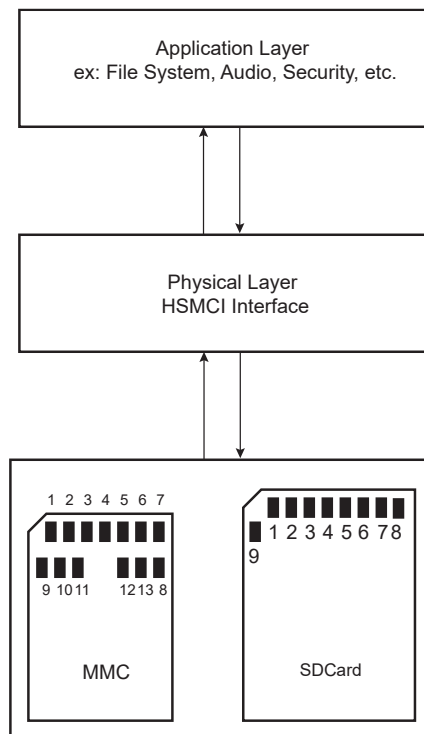 Application Layer
ex: File System, Audio, Security, etc.
Physical Layer
HSMCI Interface
1 2 3 4 5 6 7
9 10 11 12 13 8
MMC
1 2 3 4 5 6 7 8
9
SDCard